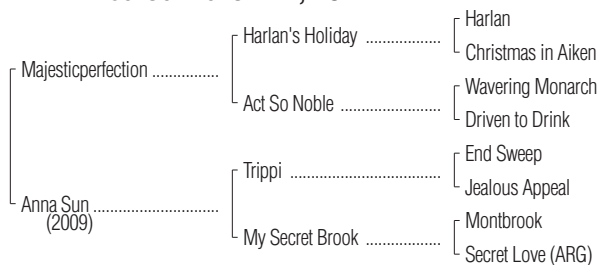 Harlan
Harlan's Holiday ....................
Christmas in Aiken
Majesticperfection ................
Wavering Monarch
Act So Noble ........................
Driven to Drink
End Sweep
Trippi ....................................
Jealous Appeal
Anna Sun ..............................
(2009)
Montbrook
My Secret Brook ..................
Secret Love (ARG)